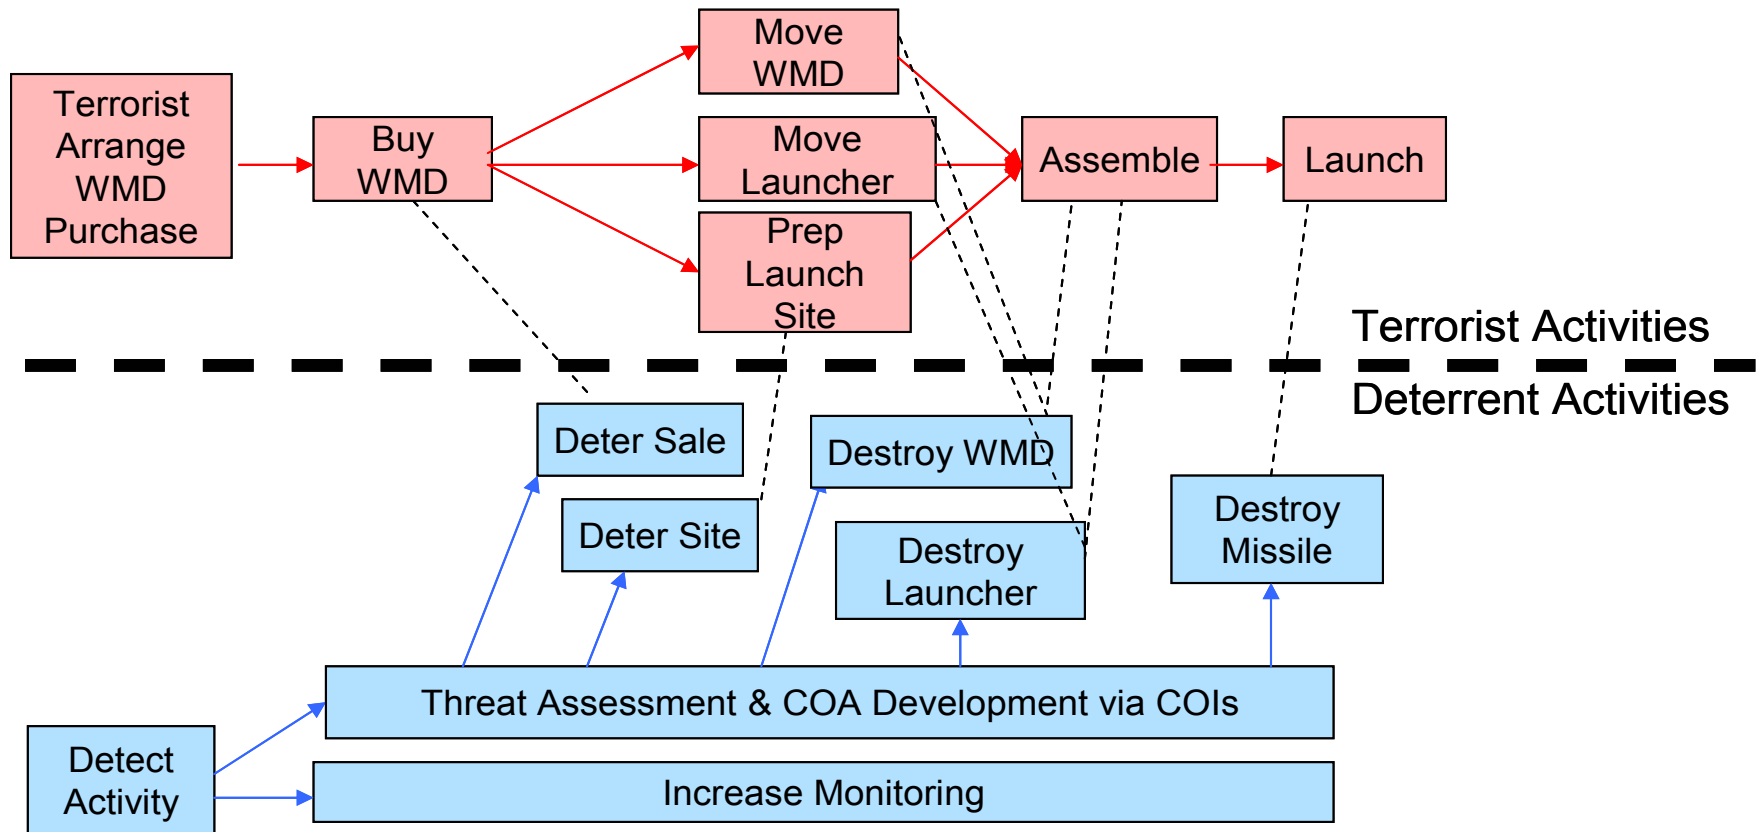 Terrorist
Arrange
WMD
Purchase
Buy
WMD
Move
WMD
Move
Launcher
Prep
Launch
Site
Assemble
Launch
Terrorist Activities
Deterrent Activities
Deter Sale
Deter Site
Destroy WMD
Destroy
Launcher
Destroy
Missile
Threat Assessment & COA Development via COIs
Detect
Activity
Increase Monitoring